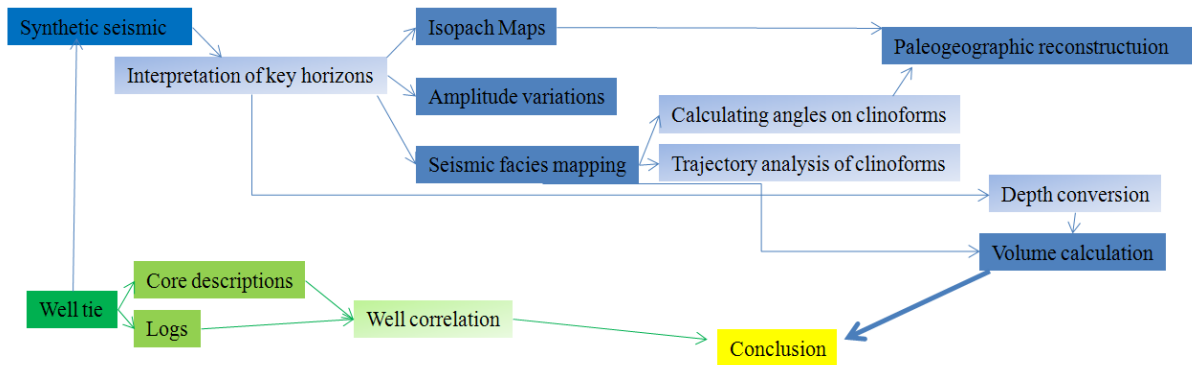 Synthetic seismic
Isopach Maps
Paleogeographic reconstructuion
Interpretation of key horizons
Amplitude variations
Calculating angles on clinoforms
Seismic facies mapping
Trajectory analysis of clinoforms
Depth conversion
Volume calculation
Core descriptions
Well tie
Logs
Well correlation
Conclusion